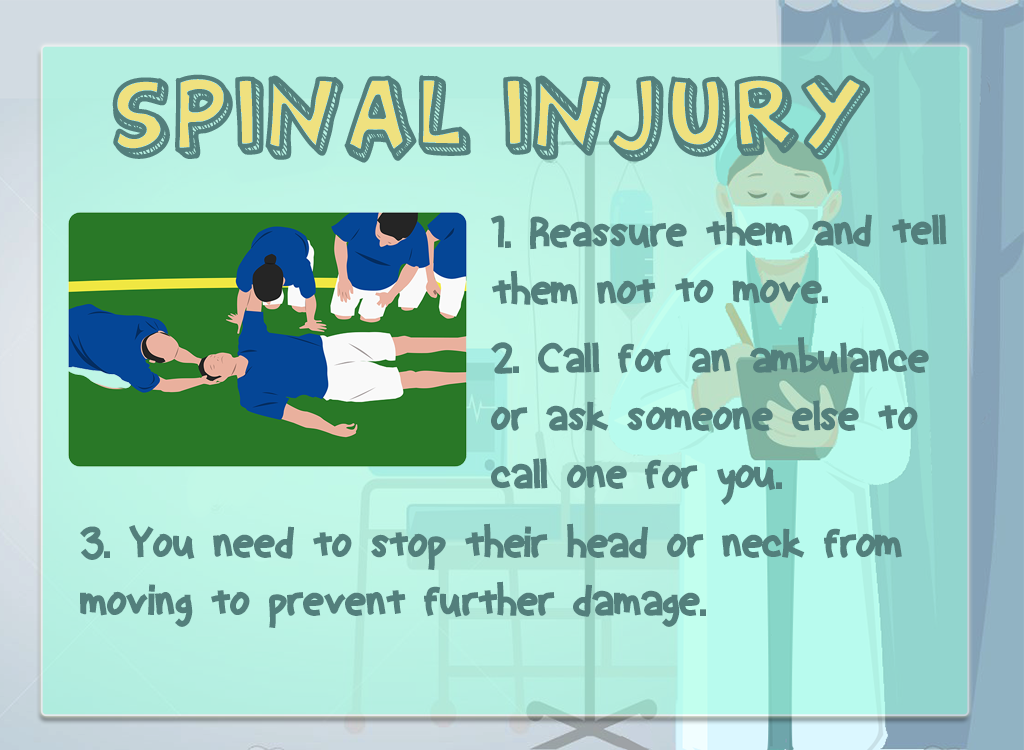 SPINAL INJURY
1. Reassure them and tell
them not to move.
2. Call for an ambulance
or ask someone else to
call one for you.
3. You need to stop their head or neck from
moving to prevent further damage.